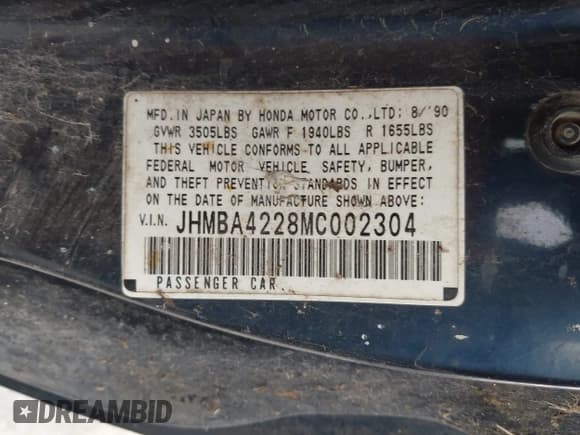 MFD. IN JAPAN BY HONDA MOTOR CO., LTD: 8/'90
GVWR 3505LBS GAWR F 1940LBS R 1655LBS
THIS VEHICLE CONFORMS TO ALL APPLICABLE
FEDERAL MOTOR VEHICLE SAFETY, BUMPER,
AND THEFT PREVENTION STANDARDS IN EFFECT
ON THE DATE OF MANUFACTURE SHOWN ABOVE:
V.I.N. JHMBA4228MC002304
PASSENGER CAR
DREAMBID